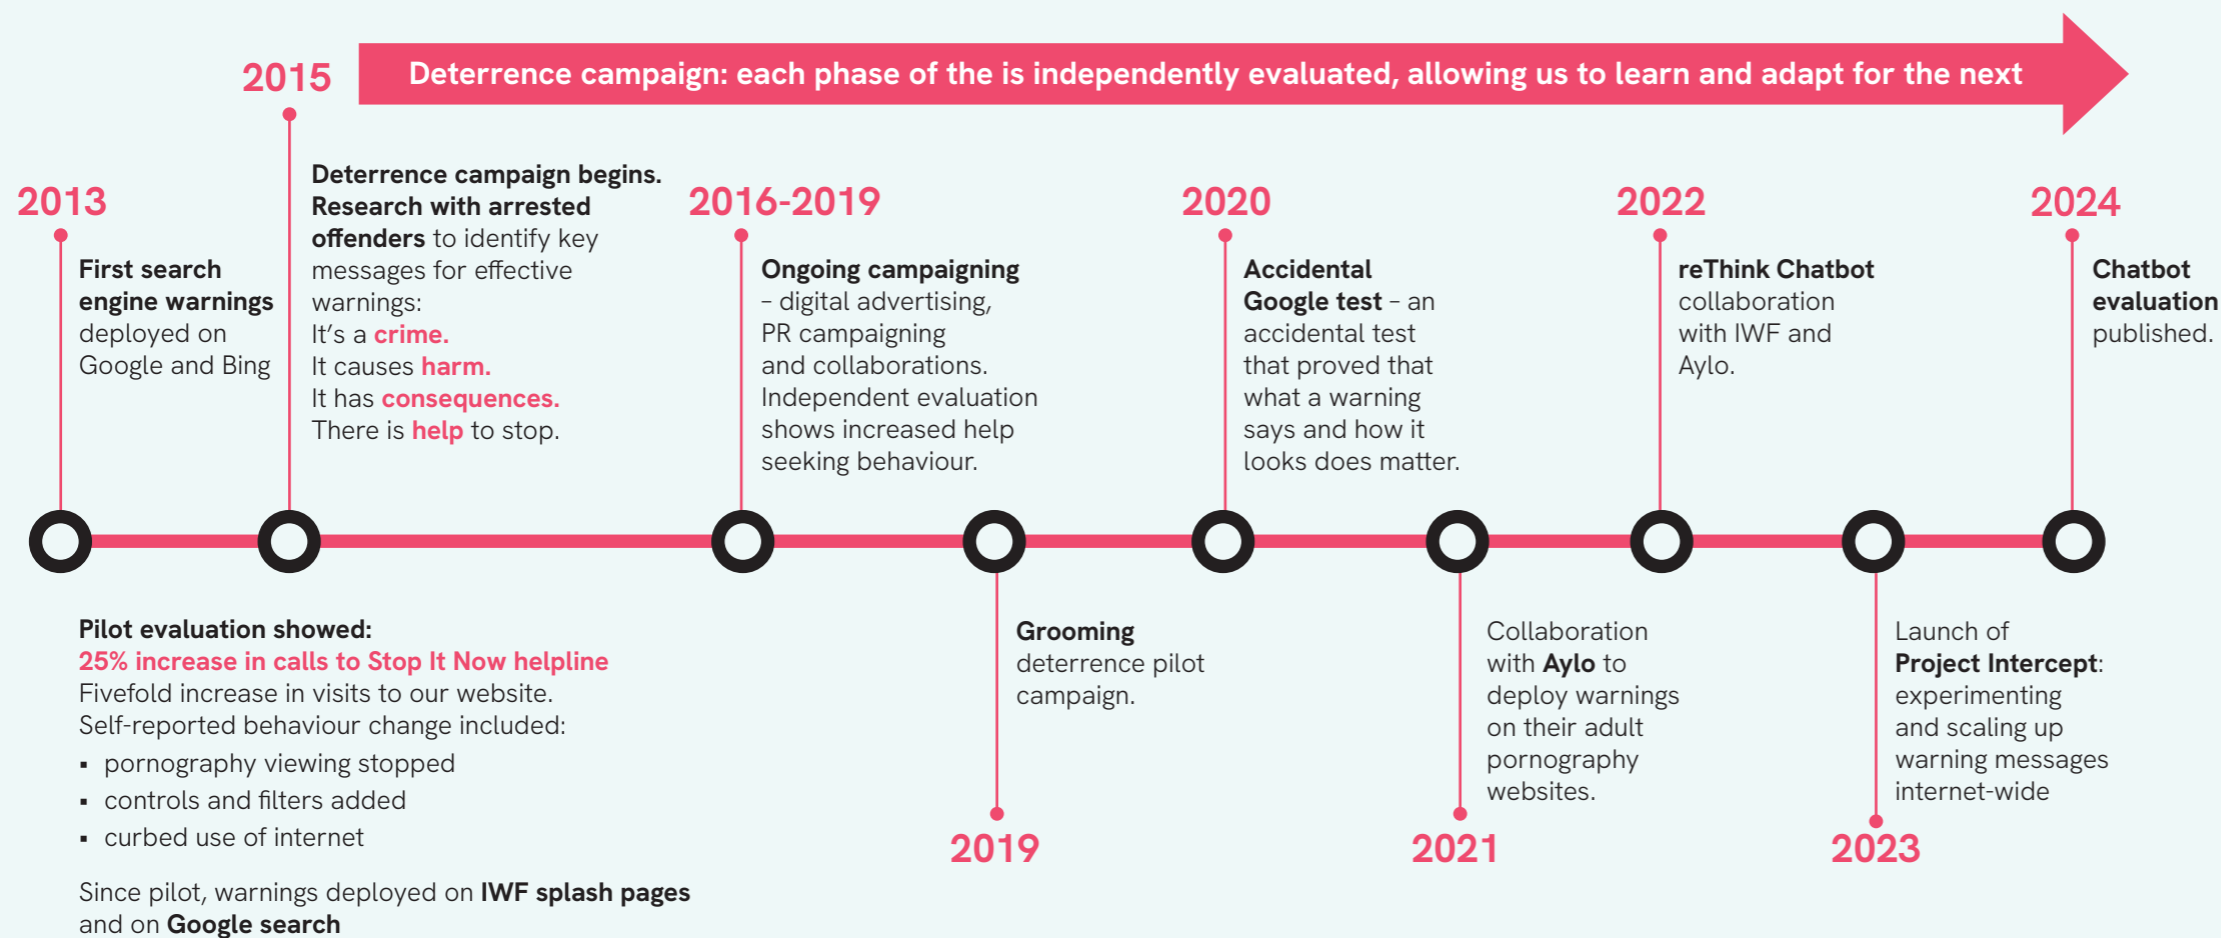 Deterrence campaign: each phase of the is independently evaluated, allowing us to learn and adapt for the next
2013
First search
engine warnings
deployed on
Google and Bing
2015
Deterrence campaign begins.
Research with arrested
offenders to identify key
messages for effective
warnings:
It's a crime.
It causes harm.
It has consequences.
There is help to stop.
Pilot evaluation showed:
25% increase in calls to Stop It Now helpline
Fivefold increase in visits to our website.
Self-reported behaviour change included:
▪ pornography viewing stopped
▪ controls and filters added
▪ curbed use of internet
Since pilot, warnings deployed on IWF splash pages
and on Google search
2016-2019
Ongoing campaigning
– digital advertising,
PR campaigning
and collaborations.
Independent evaluation
shows increased help
seeking behaviour.
Grooming
deterrence pilot
campaign.
2019
2020
Accidental
Google test – an
accidental test
that proved that
what a warning
says and how it
looks does matter.
Collaboration
with Aylo to
deploy warnings
on their adult
pornography
websites.
2021
2022
reThink Chatbot
collaboration
with IWF and
Aylo.
Launch of
Project Intercept:
experimenting
and scaling up
warning messages
internet-wide
2023
2024
Chatbot
evaluation
published.